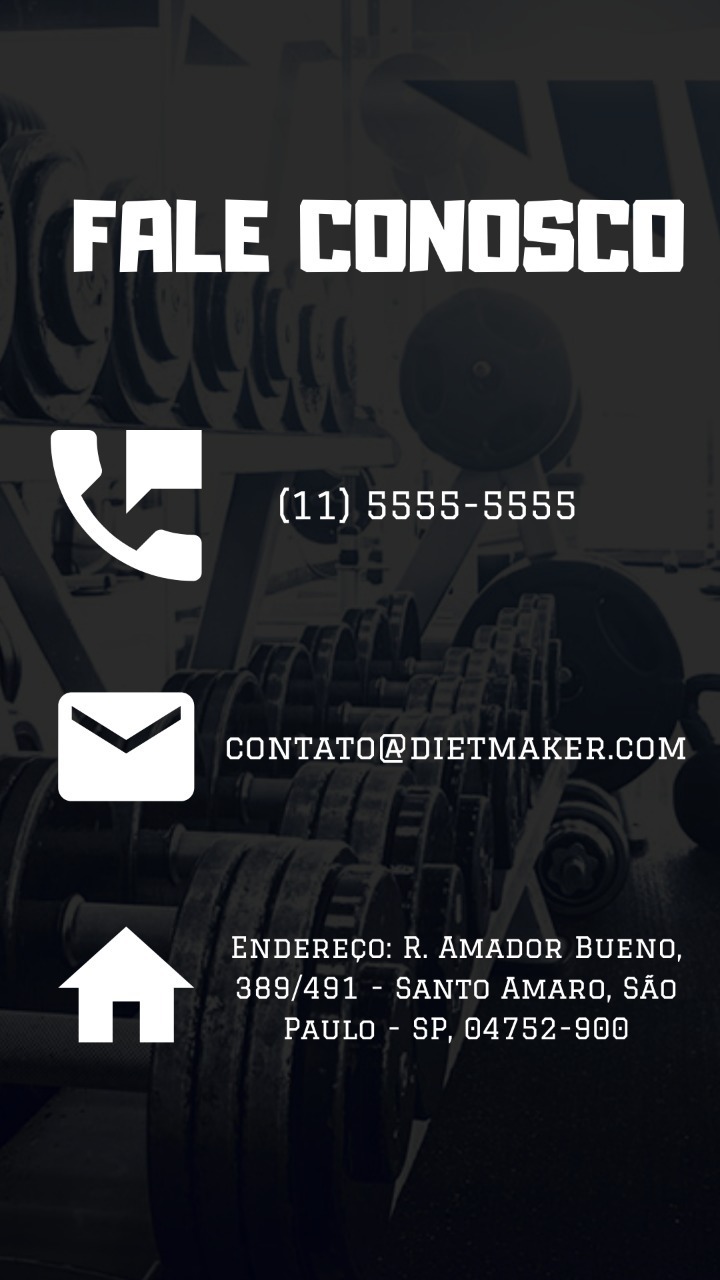 FALE CONOSCO
(11) 5555-5555
CONTATO@DIETMAKER.COM
ENDEREÇO: R. AMADOR BUENO,
389/491 - SANTO AMARO, SÃO
PAULO - SP, 04752-900